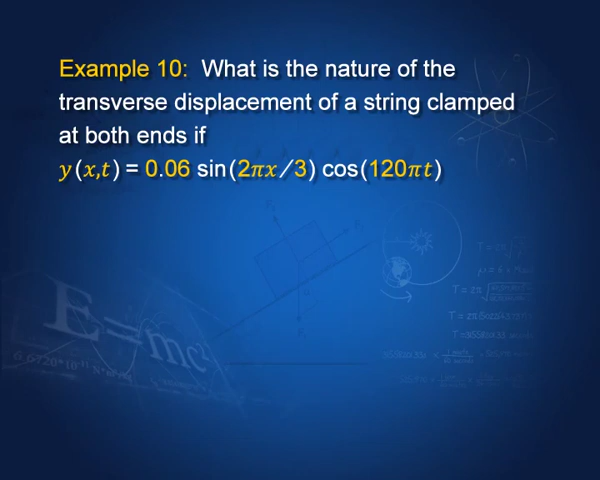 Example 10: What is the nature of the
transverse displacement of a string clamped
at both ends if
y(x,t) = 0.06 sin(2πx/3) cos(120πt)
E=mc²